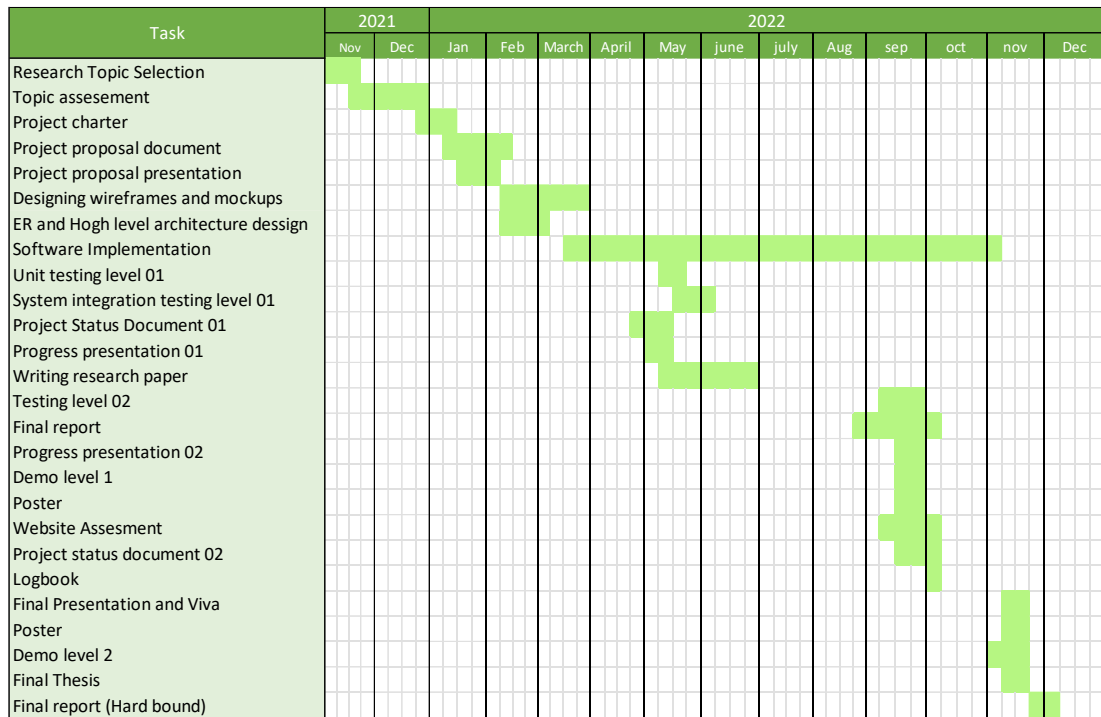 Task
2021
2022
Nov Dec Jan Feb March April May june july Aug sep oct nov Dec
Research Topic Selection
Topic assesement
Project charter
Project proposal document
Project proposal presentation
Designing wireframes and mockups
ER and Hogh level architecture dessign
Software Implementation
Unit testing level 01
System integration testing level 01
Project Status Document 01
Progress presentation 01
Writing research paper
Testing level 02
Final report
Progress presentation 02
Demo level 1
Poster
Website Assesment
Project status document 02
Logbook
Final Presentation and Viva
Poster
Demo level 2
Final Thesis
Final report (Hard bound)